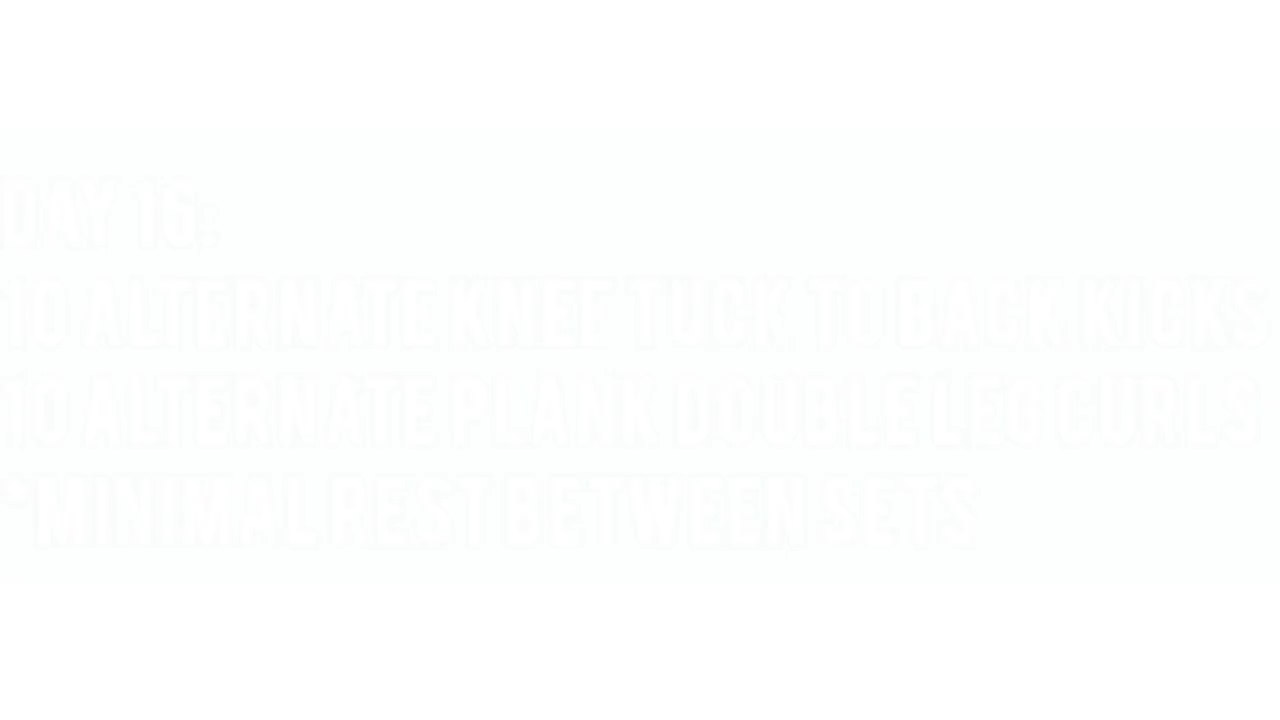 DAY 16:
10 ALTERNATE KNEE TUCK TO BACK KICKS
10 ALTERNATE PLANK DOUBLE LEG CURLS
*MINIMAL REST BETWEEN SETS